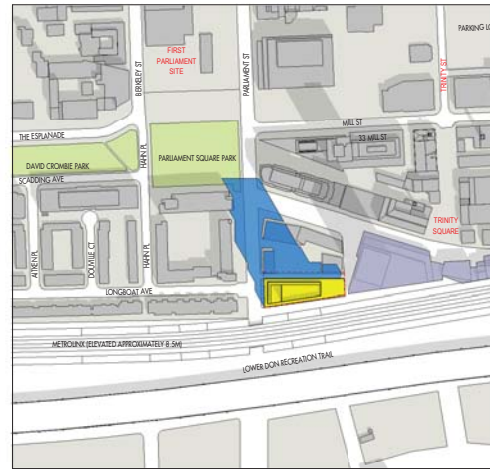 BERKELEY ST
FIRST
PARLIAMENT
SITE
PARLIAMENT ST
TRINITY ST
PARKING LO
MILL ST
33 MILL ST
THE ESPLANADE
HAHN PL
PARLIAMENT SQUARE PARK
DAVID CROMBIE PARK
SCADDING AVE
TRINITY
SQUARE
AITKEN PL
DOUVILLE CT
HAHN PL
LONGBOAT AVE
METROLINX (ELEVATED APPROXIMATELY 8.5M)
LOWER DON RECREATION TRAIL